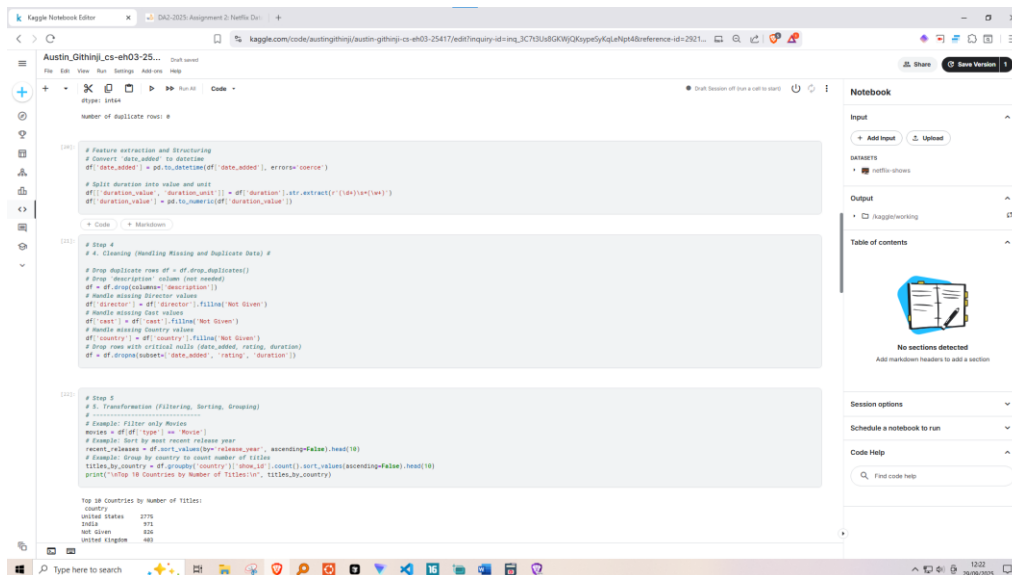 Kaggle Notebook Editor
DA2-2025: Assignment 2: Netflix Da
kaggle.com/code/austingithinji/austin-githinji-cs-eh03-25417/edit?inquiry-id=inq_3C7t3Us8GKWjQKsypeSyKqLeNpt4&reference-id=2921...
Austin_Githinji_cs-eh03-25...
Draft saved
File Edit View Run Settings Add-ons Help
Share
Save Version 1
Run All
Code
Draft Session off (run a cell to start)
dtype: int64
Number of duplicate rows: 0
# Feature extraction and Structuring
# Convert 'date_added' to datetime
df['date_added'] = pd.to_datetime(df['date_added'], errors='coerce')
# Split duration into value and unit
df[['duration_value', 'duration_unit']] = df['duration'].str.extract(r'(\d+)\s*(\w+)')
df['duration_value'] = pd.to_numeric(df['duration_value'])
+ Code + Markdown
# Step 4
# 4. Cleaning (Handling Missing and Duplicate Data) #
# Drop duplicate rows df = df.drop_duplicates()
# Drop 'description' column (not needed)
df = df.drop(columns=['description'])
# Handle missing Director values
df['director'] = df['director'].fillna('Not Given')
# Handle missing Cast values
df['cast'] = df['cast'].fillna('Not Given')
# Handle missing Country values
df['country'] = df['country'].fillna('Not Given')
# Drop rows with critical nulls (date_added, rating, duration)
df = df.dropna(subset=['date_added', 'rating', 'duration'])
# Step 5
# 5. Transformation (Filtering, Sorting, Grouping)
# -----------------------------
# Example: Filter only Movies
movies = df[df['type'] == 'Movie']
# Example: Sort by most recent release year
recent_releases = df.sort_values(by='release_year', ascending=False).head(10)
# Example: Group by country to count number of titles
titles_by_country = df.groupby('country')['show_id'].count().sort_values(ascending=False).head(10)
print("\nTop 10 Countries by Number of Titles:\n", titles_by_country)
Top 10 Countries by Number of Titles:
country
United States 2775
India 971
Not Given 826
United Kingdom 403
Notebook
Input
+ Add Input
Upload
DATASETS
netflix-shows
Output
/kaggle/working
Table of contents
No sections detected
Add markdown headers to add a section
Session options
Schedule a notebook to run
Code Help
Find code help
Type here to search
16
12:22
29/09/2025